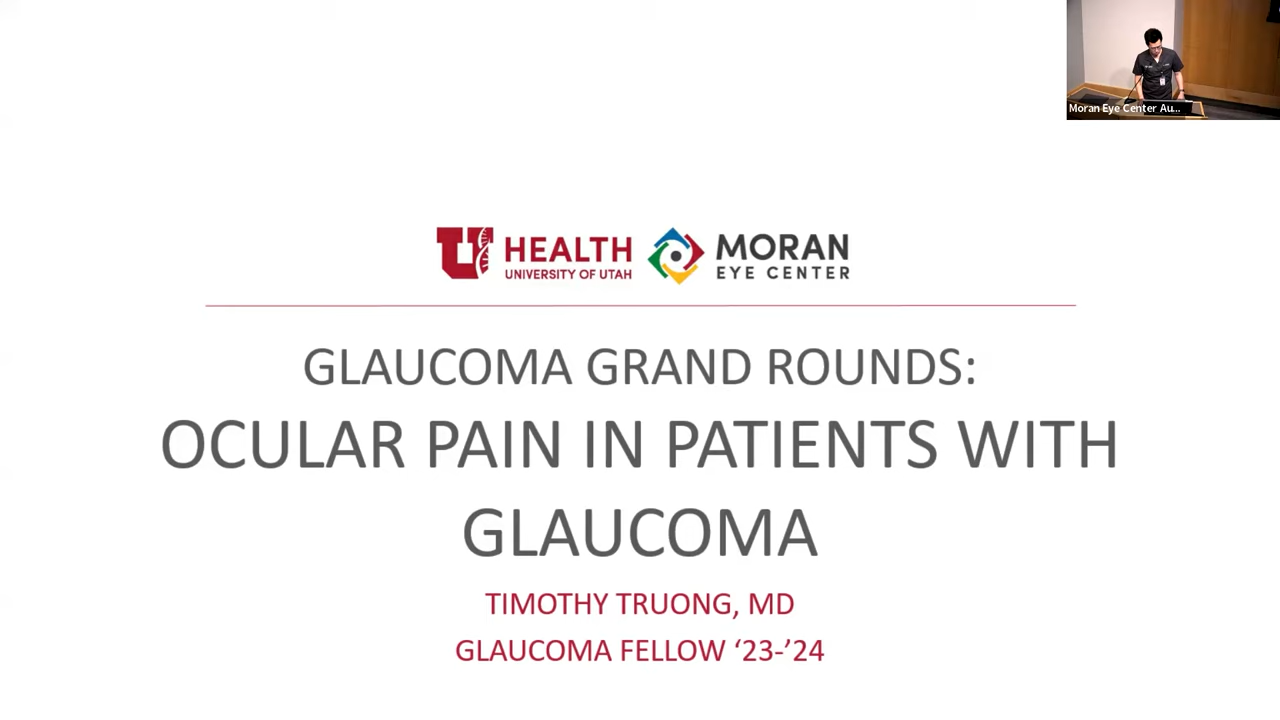 Moran Eye Center Au...
U HEALTH
UNIVERSITY OF UTAH
MORAN
EYE CENTER
GLAUCOMA GRAND ROUNDS:
OCULAR PAIN IN PATIENTS WITH
GLAUCOMA
TIMOTHY TRUONG, MD
GLAUCOMA FELLOW ‘23-’24